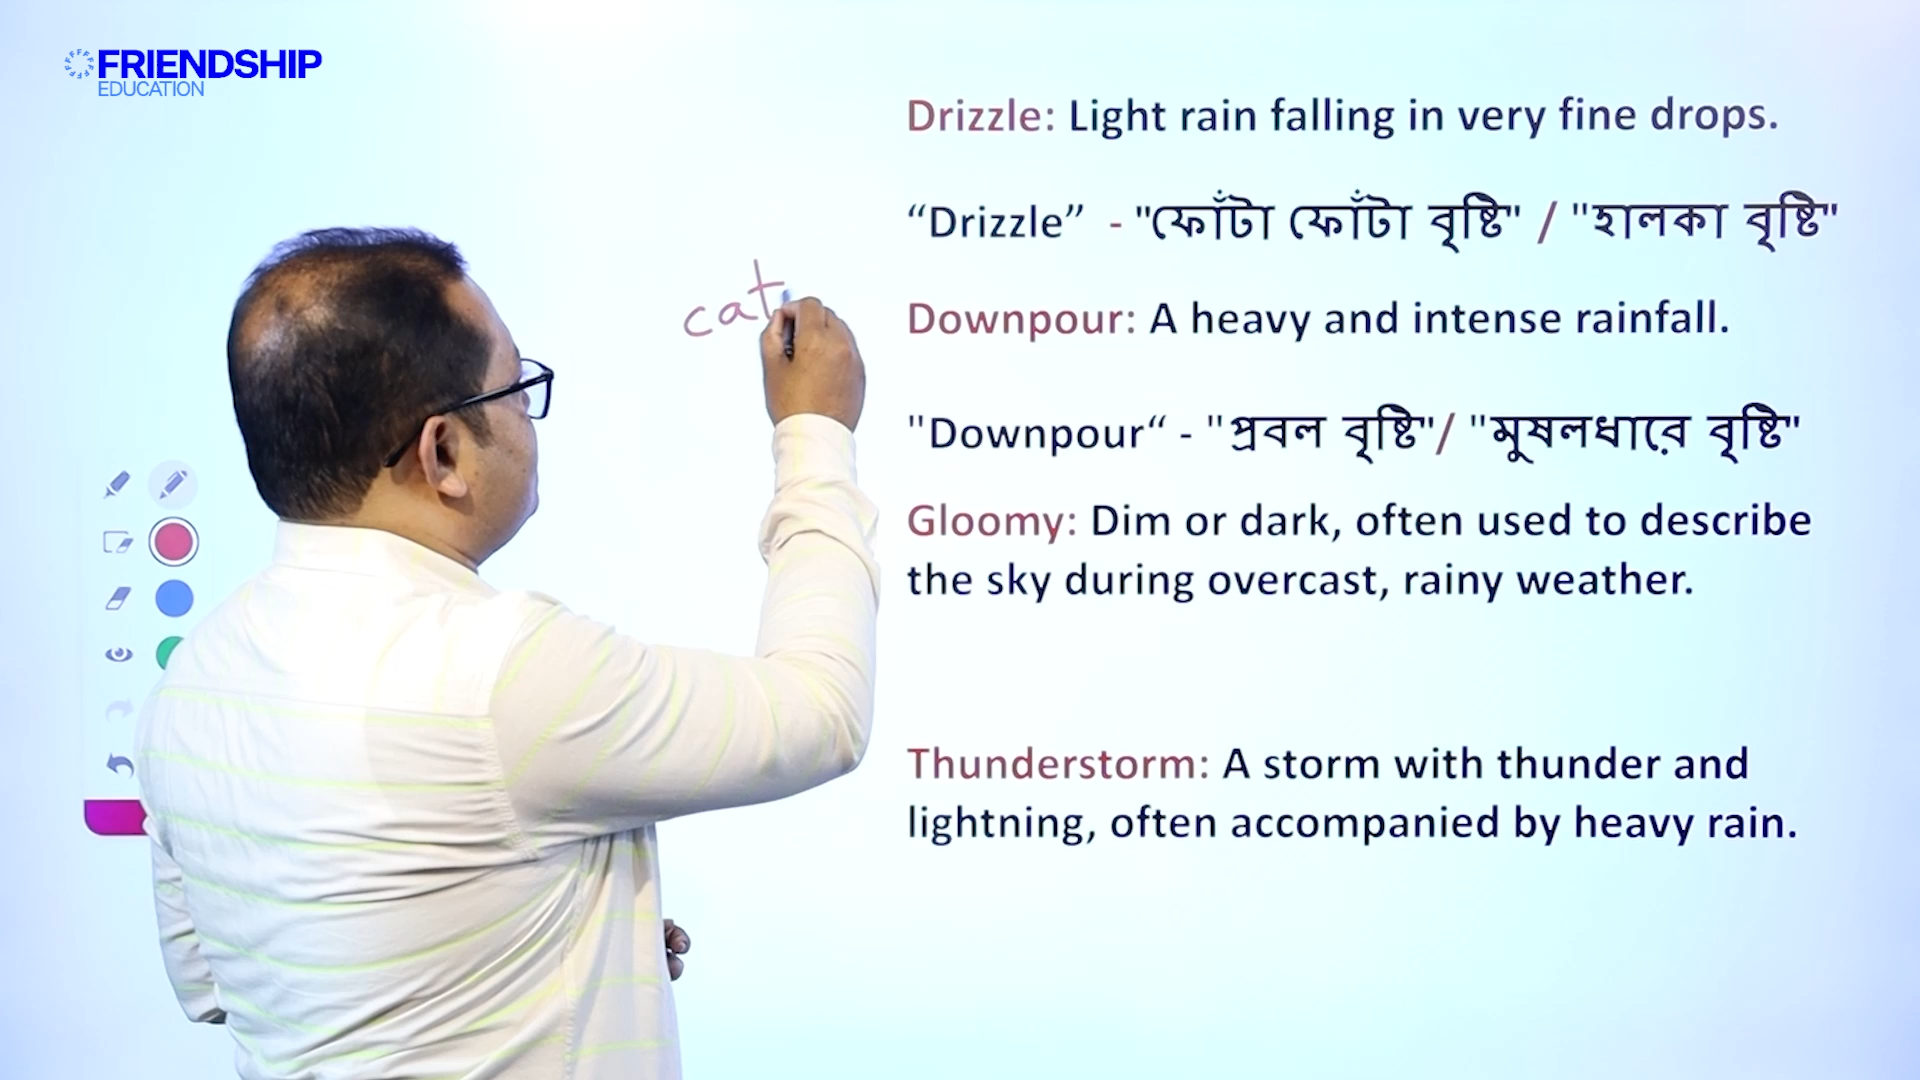 FRIENDSHIP
EDUCATION
Drizzle: Light rain falling in very fine drops.
“Drizzle” - "ফোঁটা ফোঁটা বৃষ্টি" / "হালকা বৃষ্টি"
cat
Downpour: A heavy and intense rainfall.
"Downpour“ - "প্রবল বৃষ্টি"/ "মুষলধারে বৃষ্টি"
Gloomy: Dim or dark, often used to describe
the sky during overcast, rainy weather.
Thunderstorm: A storm with thunder and
lightning, often accompanied by heavy rain.